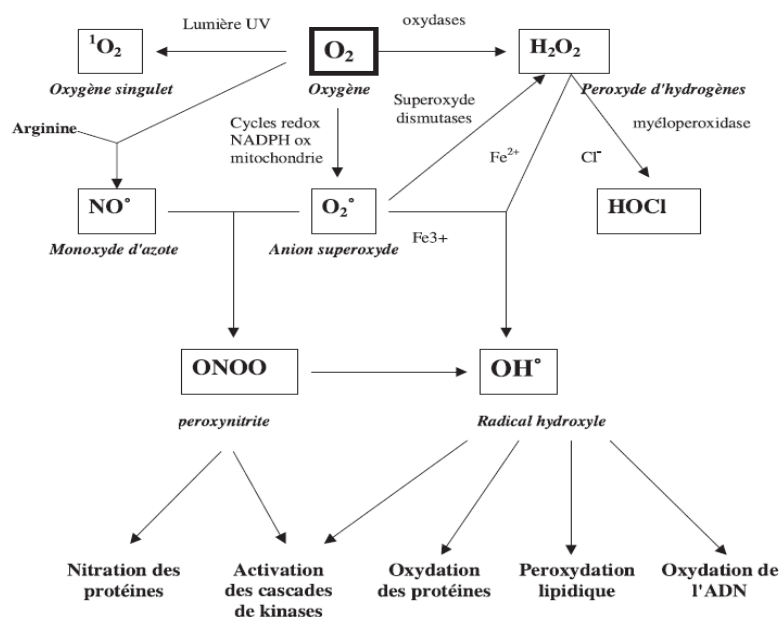 Lumière UV
oxydases
¹O₂
O₂
H₂O₂
Oxygène singulet
Oxygène
Peroxyde d'hydrogènes
Arginine
Cycles redox
NADPH ox
mitochondrie
Superoxyde
dismutases
myéloperoxidase
Fe²⁺
Cl⁻
NO°
O₂°
HOCl
Monoxyde d'azote
Anion superoxyde
Fe3+
ONOO
OH°
peroxynitrite
Radical hydroxyle
Nitration des
protéines
Activation
des cascades
de kinases
Oxydation
des protéines
Peroxydation
lipidique
Oxydation de
l'ADN